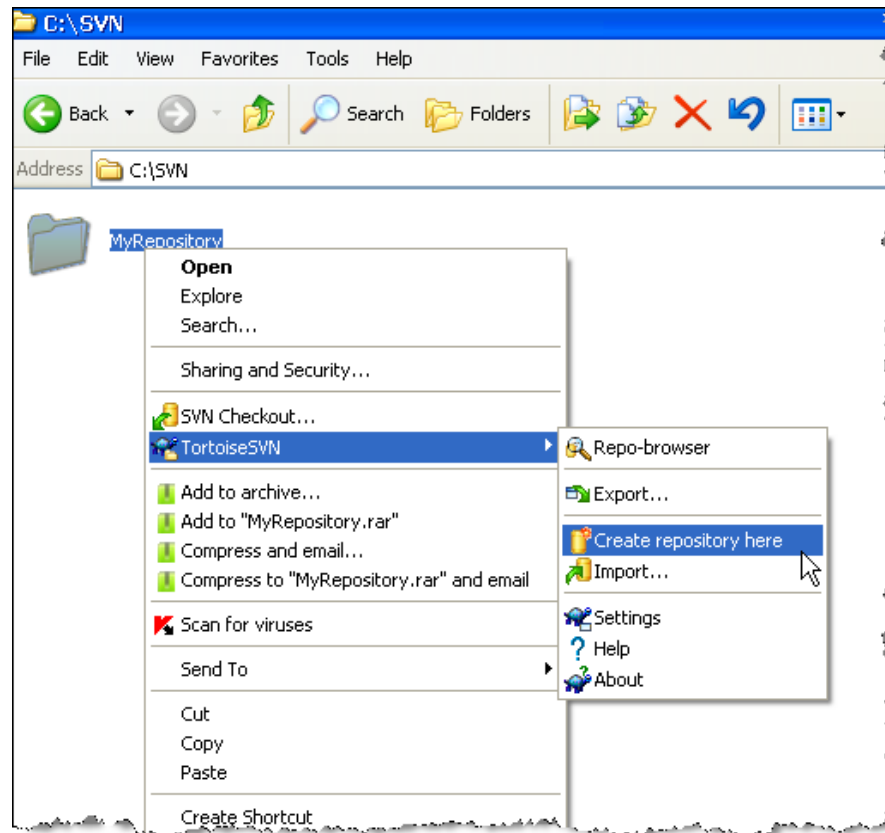 C:\SVN
File Edit View Favorites Tools Help
Back Search Folders
Address C:\SVN
MyRepository
Open
Explore
Search...
Sharing and Security...
SVN Checkout...
TortoiseSVN
Add to archive...
Add to "MyRepository.rar"
Compress and email...
Compress to "MyRepository.rar" and email
Scan for viruses
Send To
Cut
Copy
Paste
Create Shortcut
Repo-browser
Export...
Create repository here
Import...
Settings
Help
About